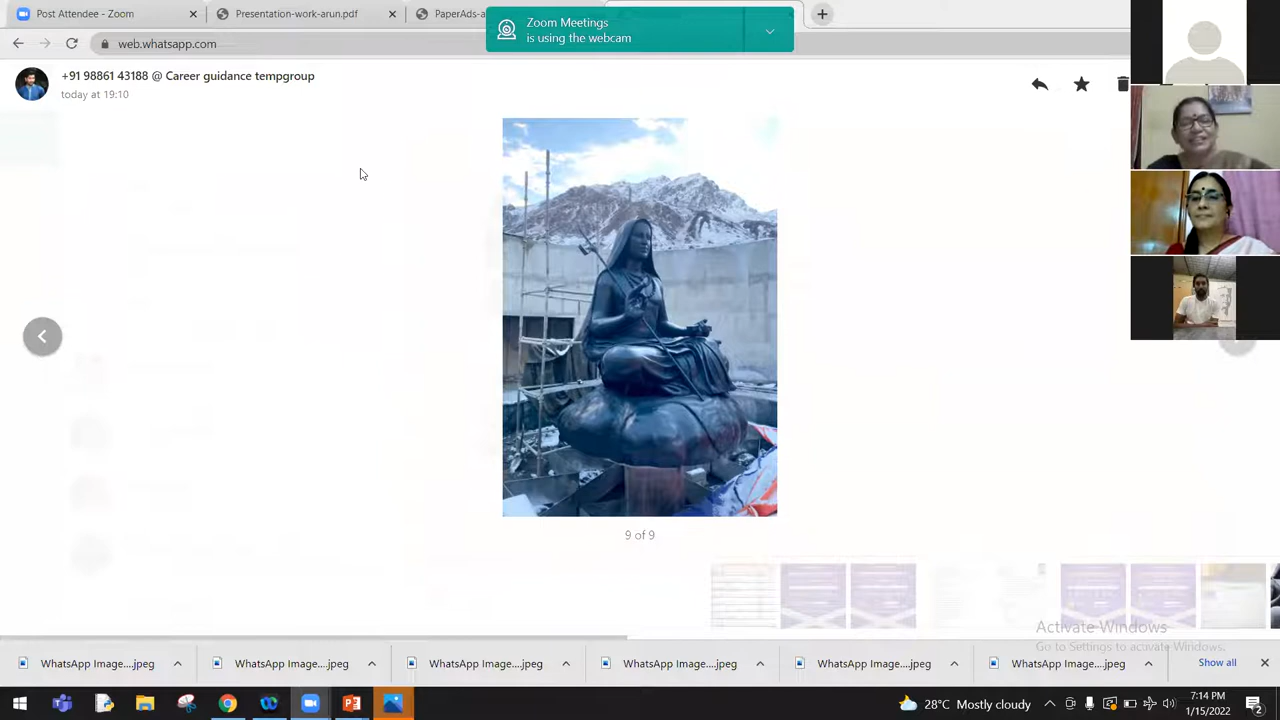 Post Attendee - Zoom
Presentation-work-arun.pdf
PaperAds-a
Zoom Meetings
is using the webcam
web.whatsapp.com
+91 98861 43188 @ Career guidance tempgroup
today at 19:10
9 of 9
Activate Windows
Go to Settings to activate Windows.
WhatsApp Image....jpeg
WhatsApp Image....jpeg
WhatsApp Image....jpeg
WhatsApp Image....jpeg
WhatsApp Image....jpeg
WhatsApp Image....jpeg
Show all
28°C Mostly cloudy
7:14 PM
1/15/2022
2